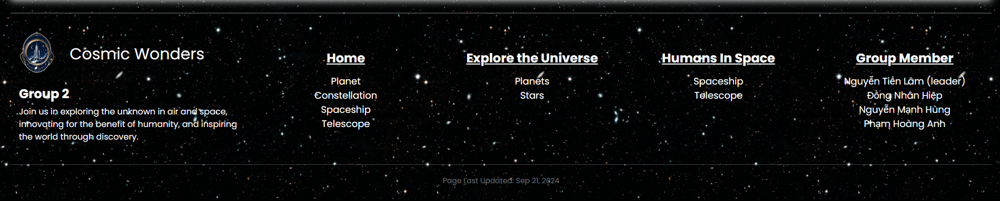 Cosmic Wonders
Group 2
Join us in exploring the unknown in air and space,
innovating for the benefit of humanity, and inspiring
the world through discovery.
Home
Planet
Constellation
Spaceship
Telescope
Explore the Universe
Planets
Stars
Humans In Space
Spaceship
Telescope
Group Member
Nguyễn Tiến Lâm (leader)
Đồng Nhân Hiệp
Nguyễn Mạnh Hùng
Phạm Hoàng Anh
Page Last Updated: Sep 21, 2024